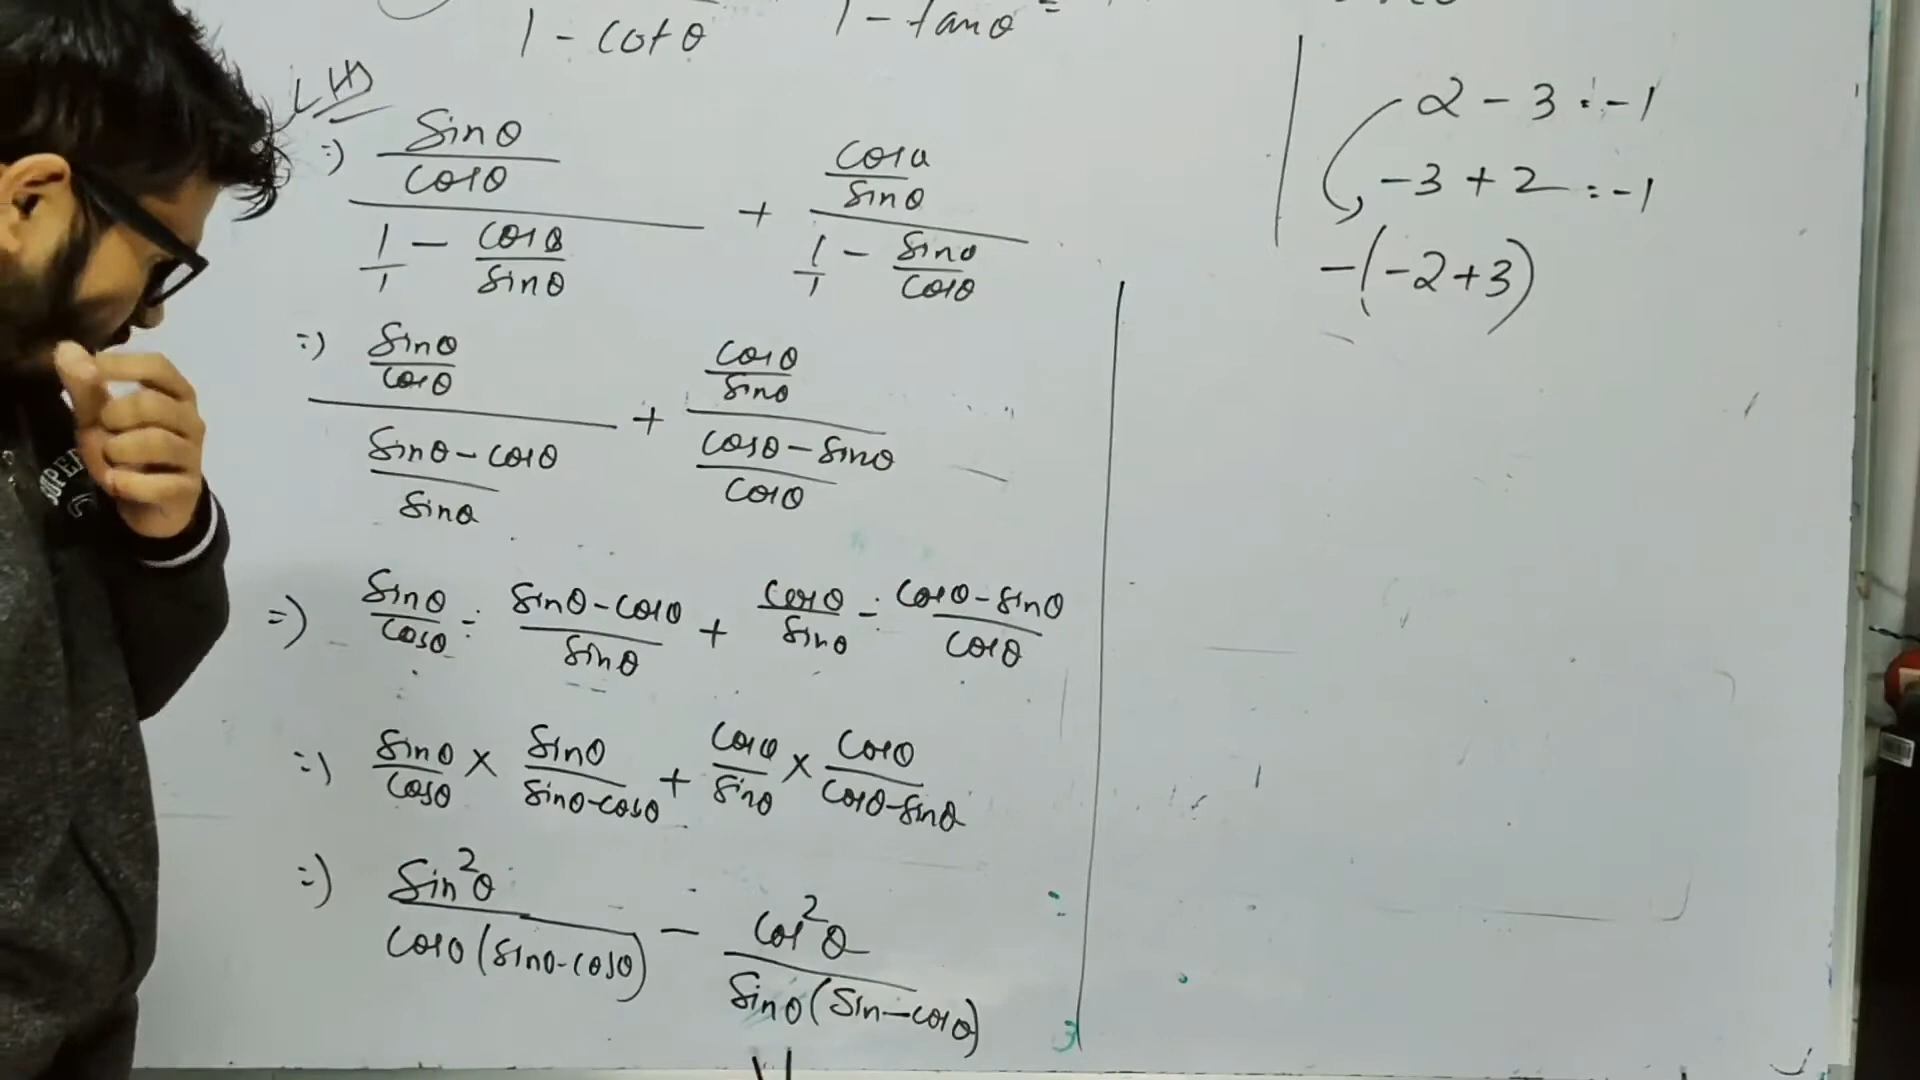 1 - cotθ 1 - tanθ =
LHS
⇒ sinθ/cosθ / (1/1 - cosθ/sinθ) + cosθ/sinθ / (1/1 - sinθ/cosθ)
⇒ sinθ/cosθ / ((sinθ - cosθ)/sinθ) + cosθ/sinθ / ((cosθ - sinθ)/cosθ)
⇒ sinθ/cosθ ÷ (sinθ - cosθ)/sinθ + cosθ/sinθ ÷ (cosθ - sinθ)/cosθ
⇒ sinθ/cosθ × sinθ/(sinθ-cosθ) + cosθ/sinθ × cosθ/(cosθ-sinθ)
⇒ sin²θ/(cosθ(sinθ-cosθ)) - cos²θ/(sinθ(sin-cosθ))
2 - 3 = -1
-3 + 2 = -1
-(-2+3)
SUPER
3